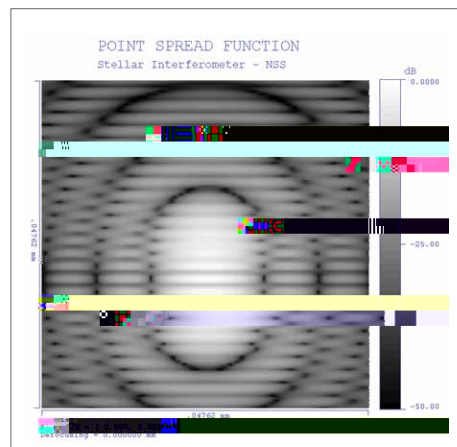 POINT SPREAD FUNCTION
Stellar Interferometer - NSS
dB
0.0000
.04762 mm
-25.00
-50.00
.04762 mm
Defocusing = 0.000000 mm